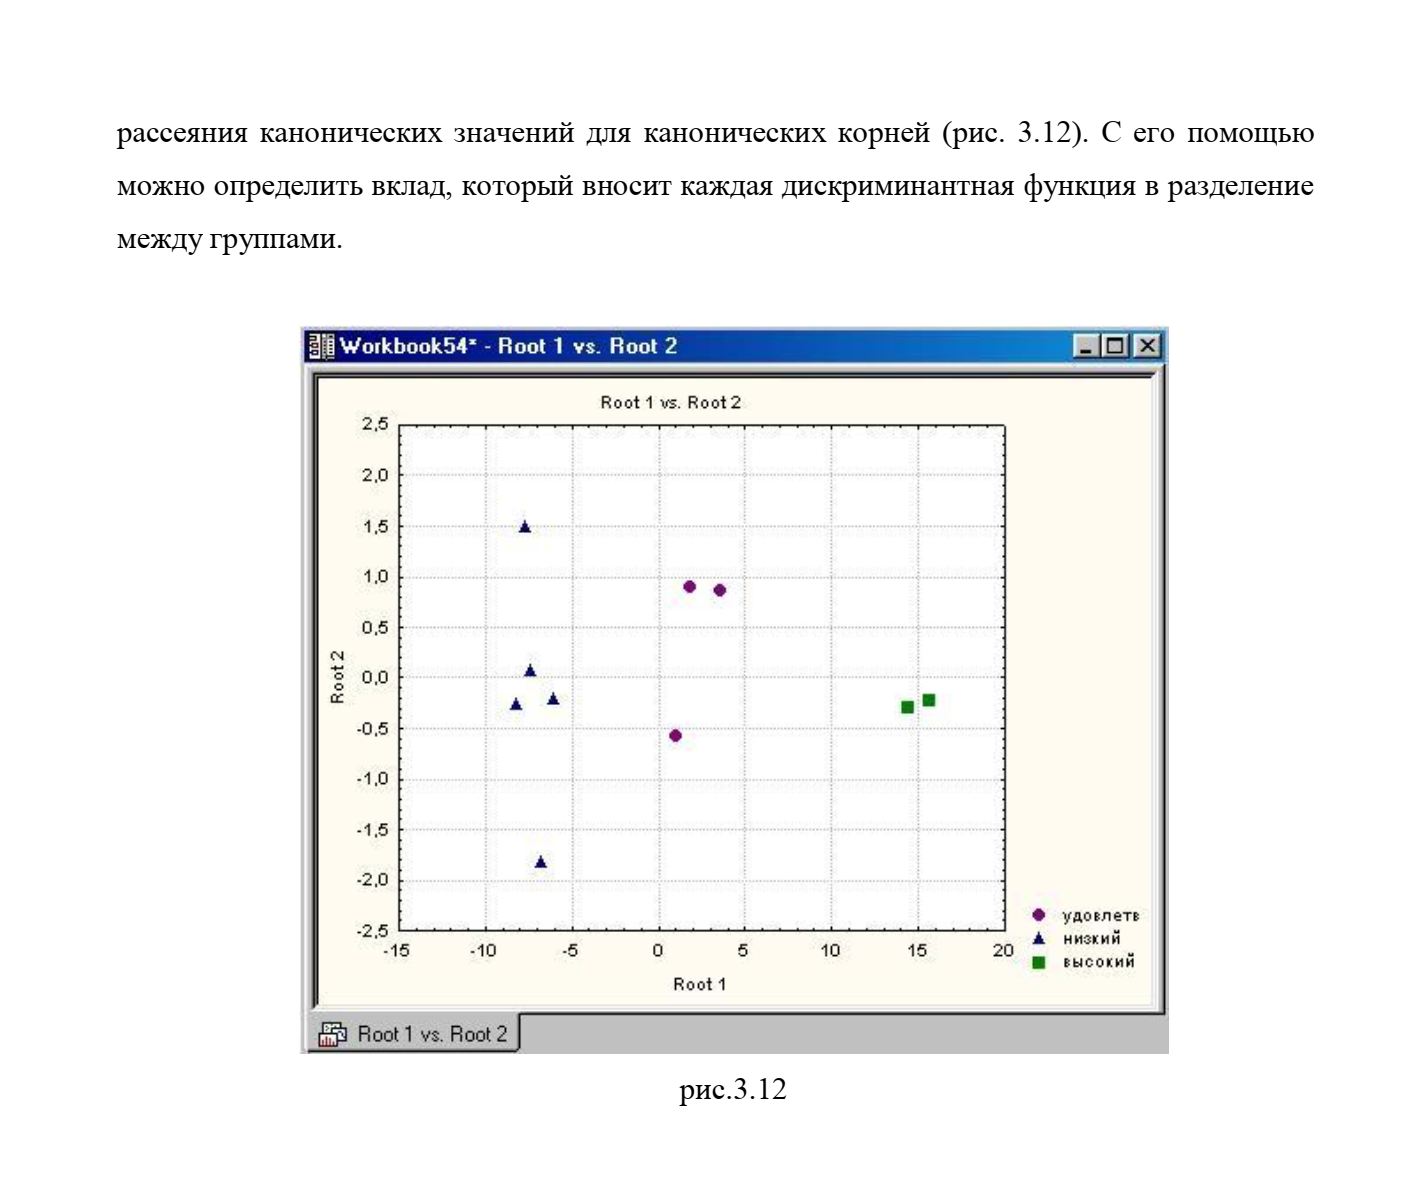 рассеяния канонических значений для канонических корней (рис. 3.12). С его помощью
можно определить вклад, который вносит каждая дискриминантная функция в разделение
между группами.
Workbook54* - Root 1 vs. Root 2
Root 1 vs. Root 2
2,5
2,0
1,5
1,0
0,5
0,0
-0,5
-1,0
-1,5
-2,0
-2,5
Root 2
-15 -10 -5 0 5 10 15 20
Root 1
удовлетв
низкий
высокий
Root 1 vs. Root 2
рис.3.12